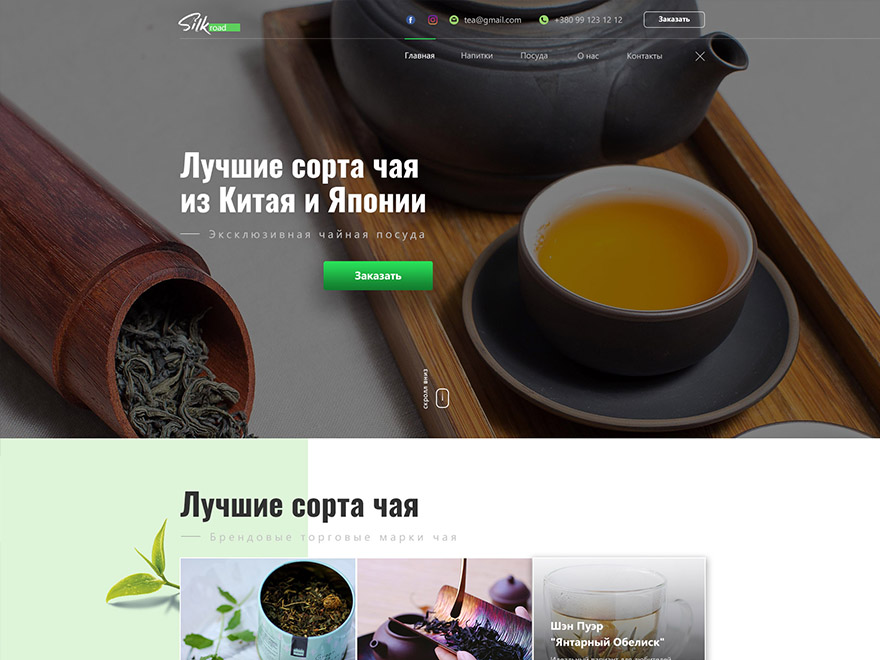 Silk road
tea@gmail.com
+380 99 123 12 12
Заказать
Главная
Напитки
Посуда
О нас
Контакты
Лучшие сорта чая
из Китая и Японии
Эксклюзивная чайная посуда
Заказать
скролл вниз
Лучшие сорта чая
Брендовые торговые марки чая
Шэн Пуэр
"Янтарный Обелиск"